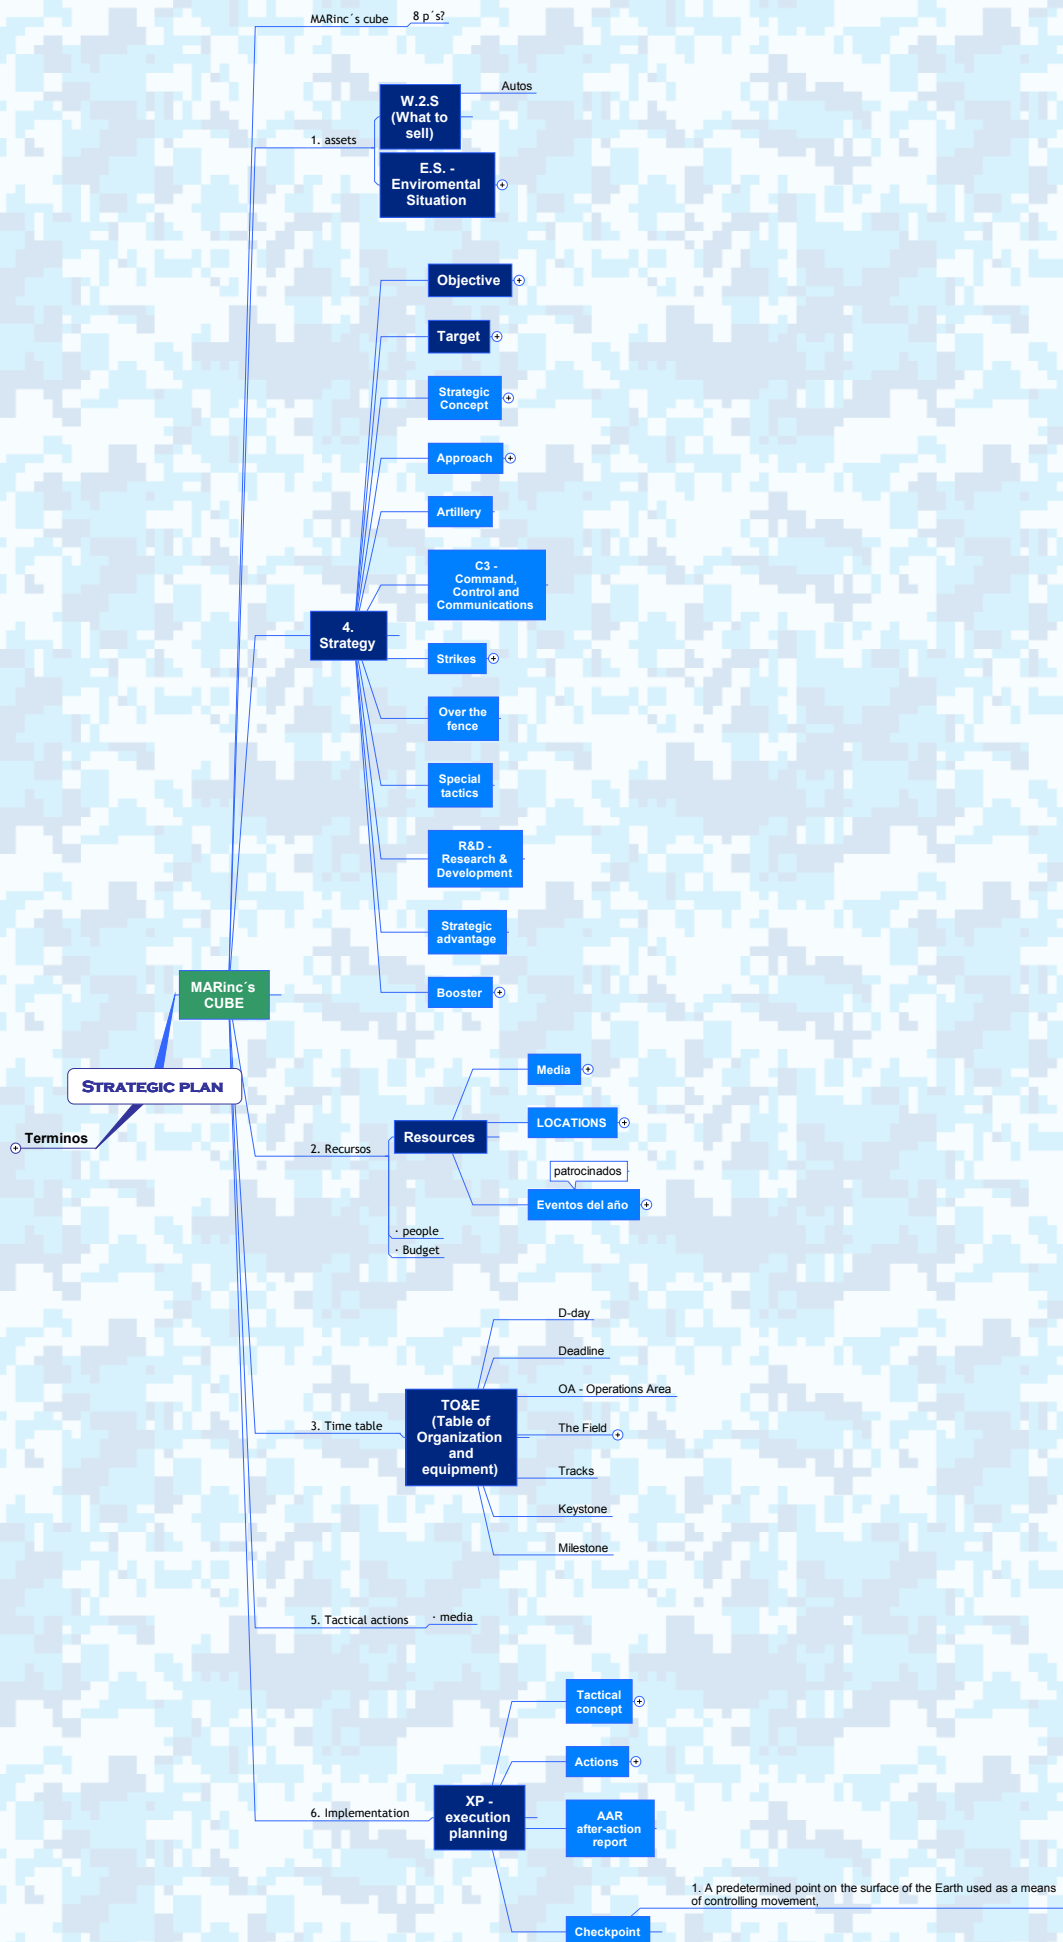 MARinc´s cube
8 p´s?
1. assets
W.2.S
(What to
sell)
Autos
E.S. -
Enviromental
Situation
4.
Strategy
Objective
Target
Strategic
Concept
Approach
Artillery
C3 -
Command,
Control and
Communications
Strikes
Over the
fence
Special
tactics
R&D -
Research &
Development
Strategic
advantage
Booster
MARinc´s
CUBE
STRATEGIC PLAN
Terminos
2. Recursos
Resources
Media
LOCATIONS
patrocinados
Eventos del año
· people
· Budget
3. Time table
TO&E
(Table of
Organization
and
equipment)
D-day
Deadline
OA - Operations Area
The Field
Tracks
Keystone
Milestone
5. Tactical actions
· media
6. Implementation
XP -
execution
planning
Tactical
concept
Actions
AAR
after-action
report
Checkpoint
1. A predetermined point on the surface of the Earth used as a means
of controlling movement,